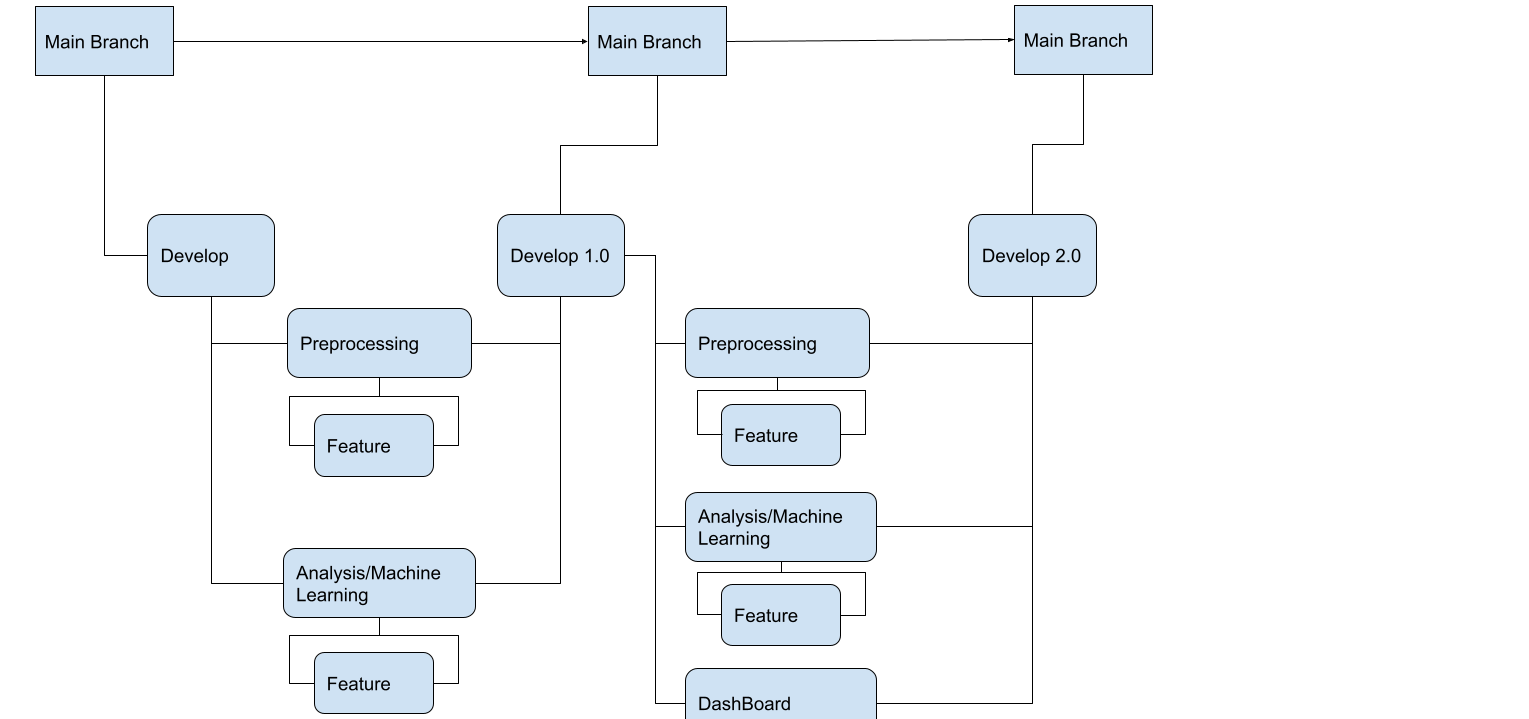 Main Branch
Main Branch
Main Branch
Develop
Develop 1.0
Develop 2.0
Preprocessing
Preprocessing
Feature
Feature
Analysis/Machine
Learning
Analysis/Machine
Learning
Feature
Feature
DashBoard